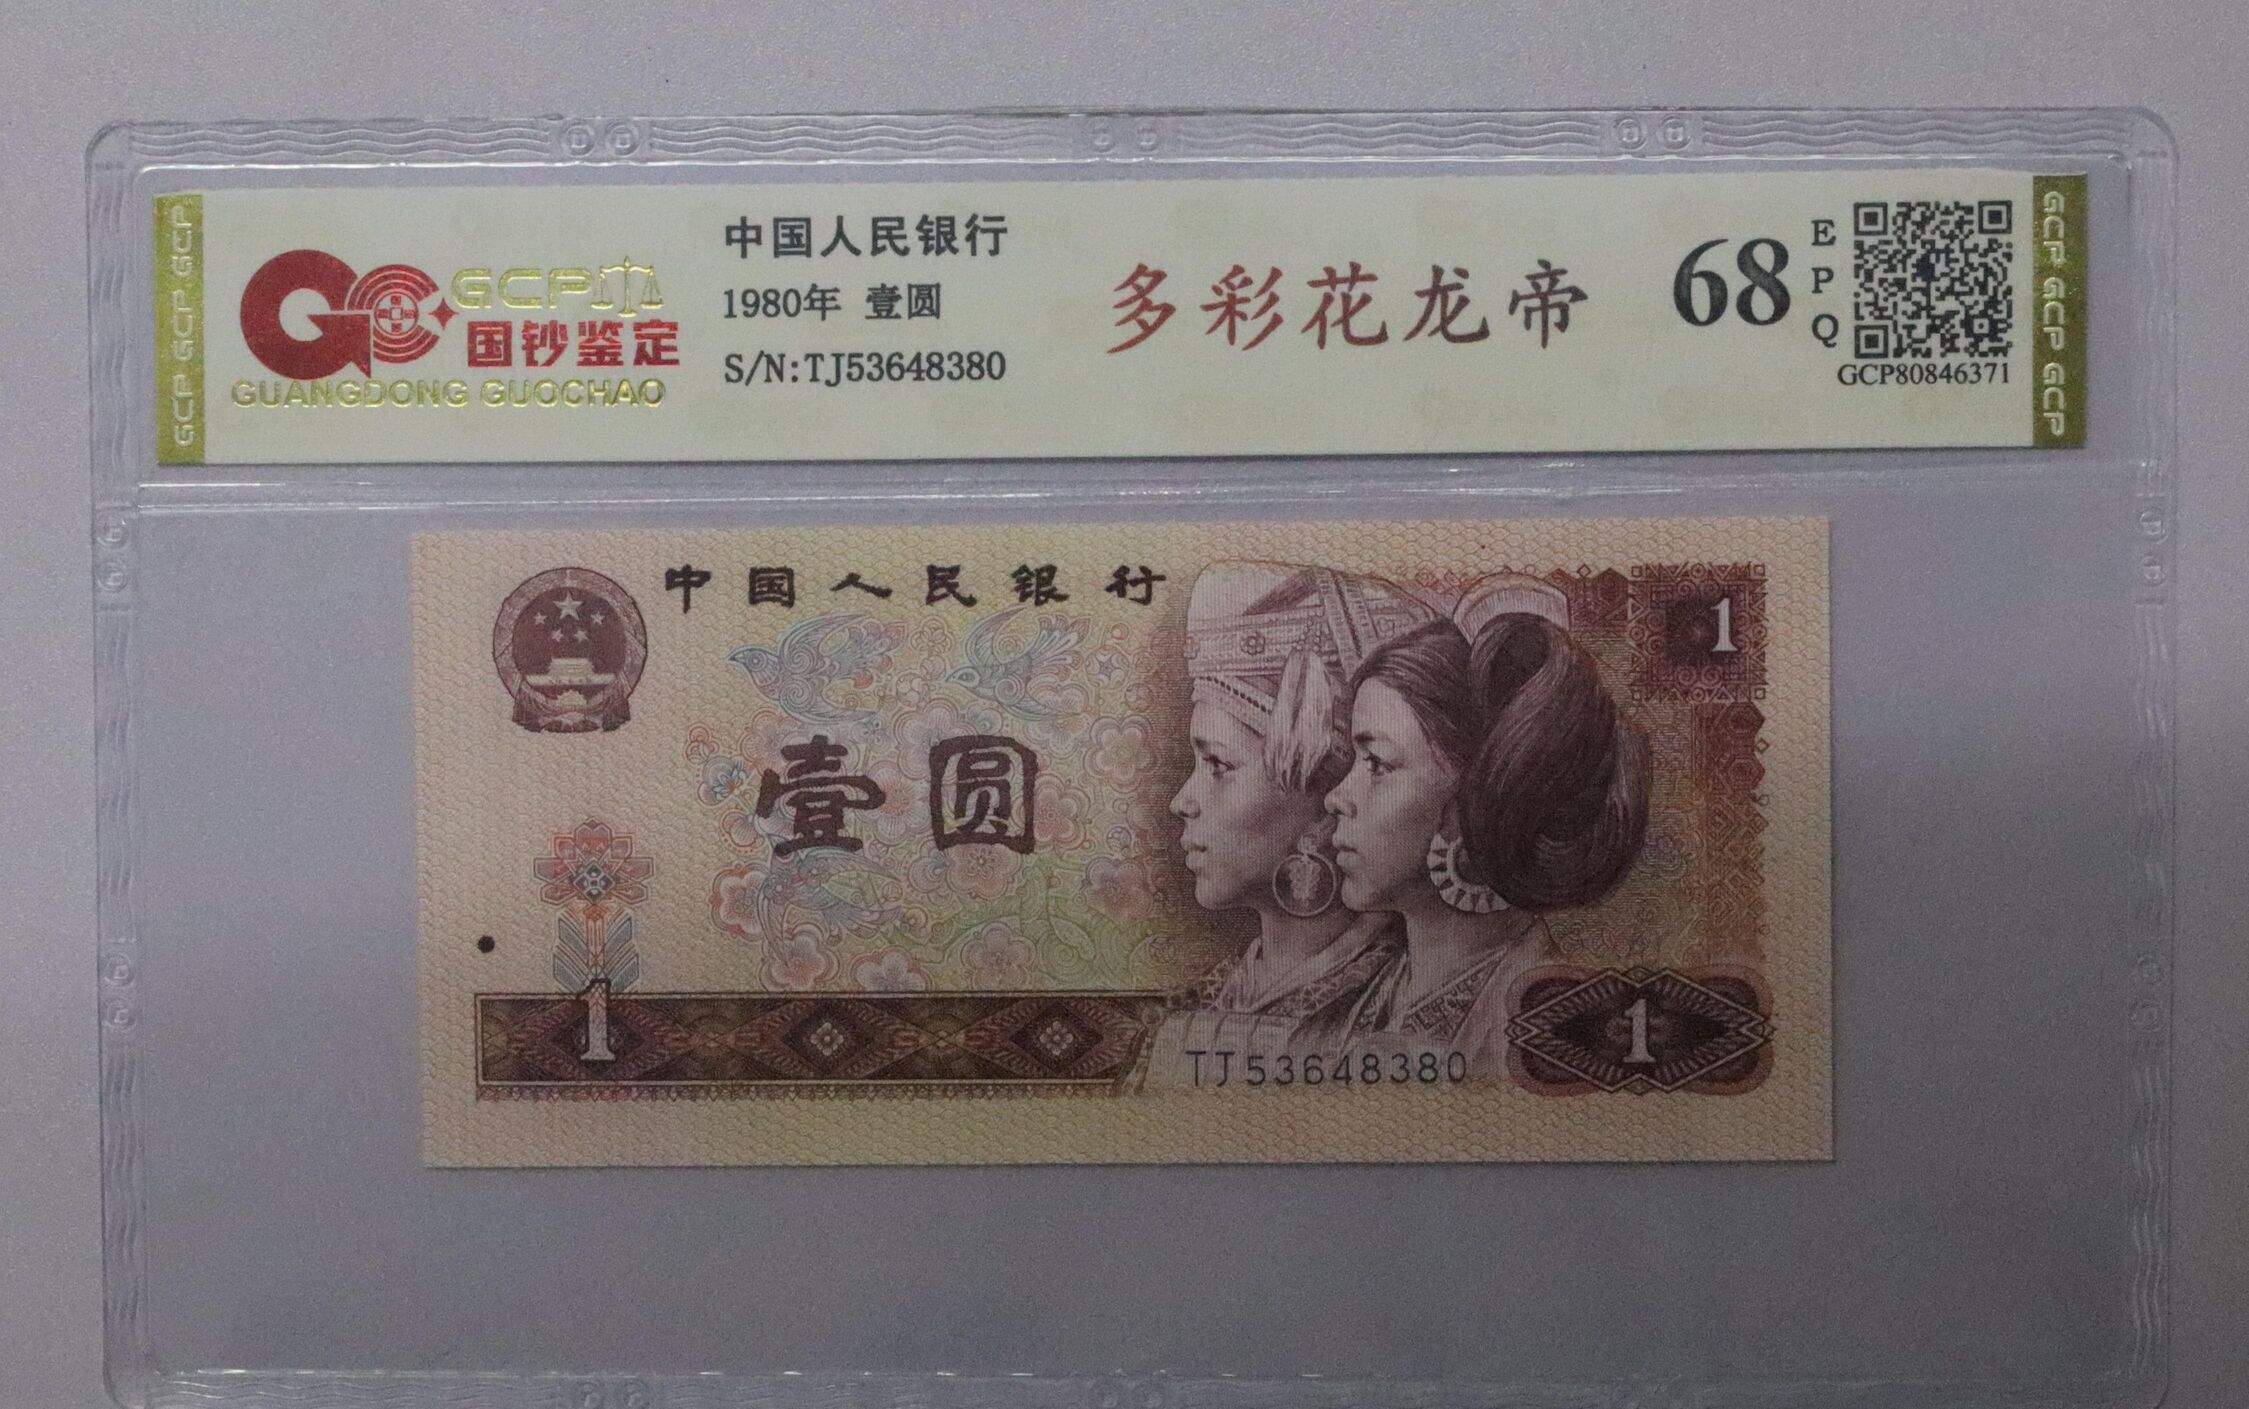 GCP GCP GCP
GCP
国钞鉴定
GUANGDONG GUOCHAO
中国人民银行
1980年 壹圆
S/N:TJ53648380
多彩花龙帝
68
EPQ
GCP80846371
GCP GCP GCP
中国人民银行
1
壹圆
1
1
TJ53648380